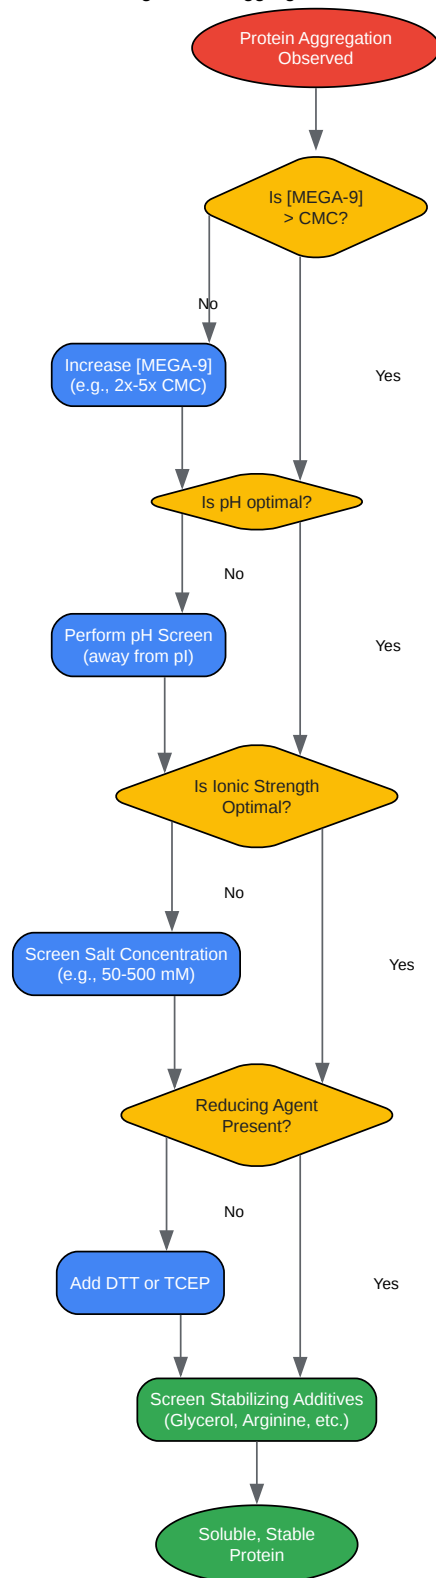 Protein Aggregation
Observed
Is [MEGA-9]
> CMC?
No
Increase [MEGA-9]
(e.g., 2x-5x CMC)
Yes
Is pH optimal?
No
Perform pH Screen
(away from pI)
Yes
Is Ionic Strength
Optimal?
No
Screen Salt Concentration
(e.g., 50-500 mM)
Yes
Reducing Agent
Present?
No
Add DTT or TCEP
Yes
Screen Stabilizing Additives
(Glycerol, Arginine, etc.)
Soluble, Stable
Protein